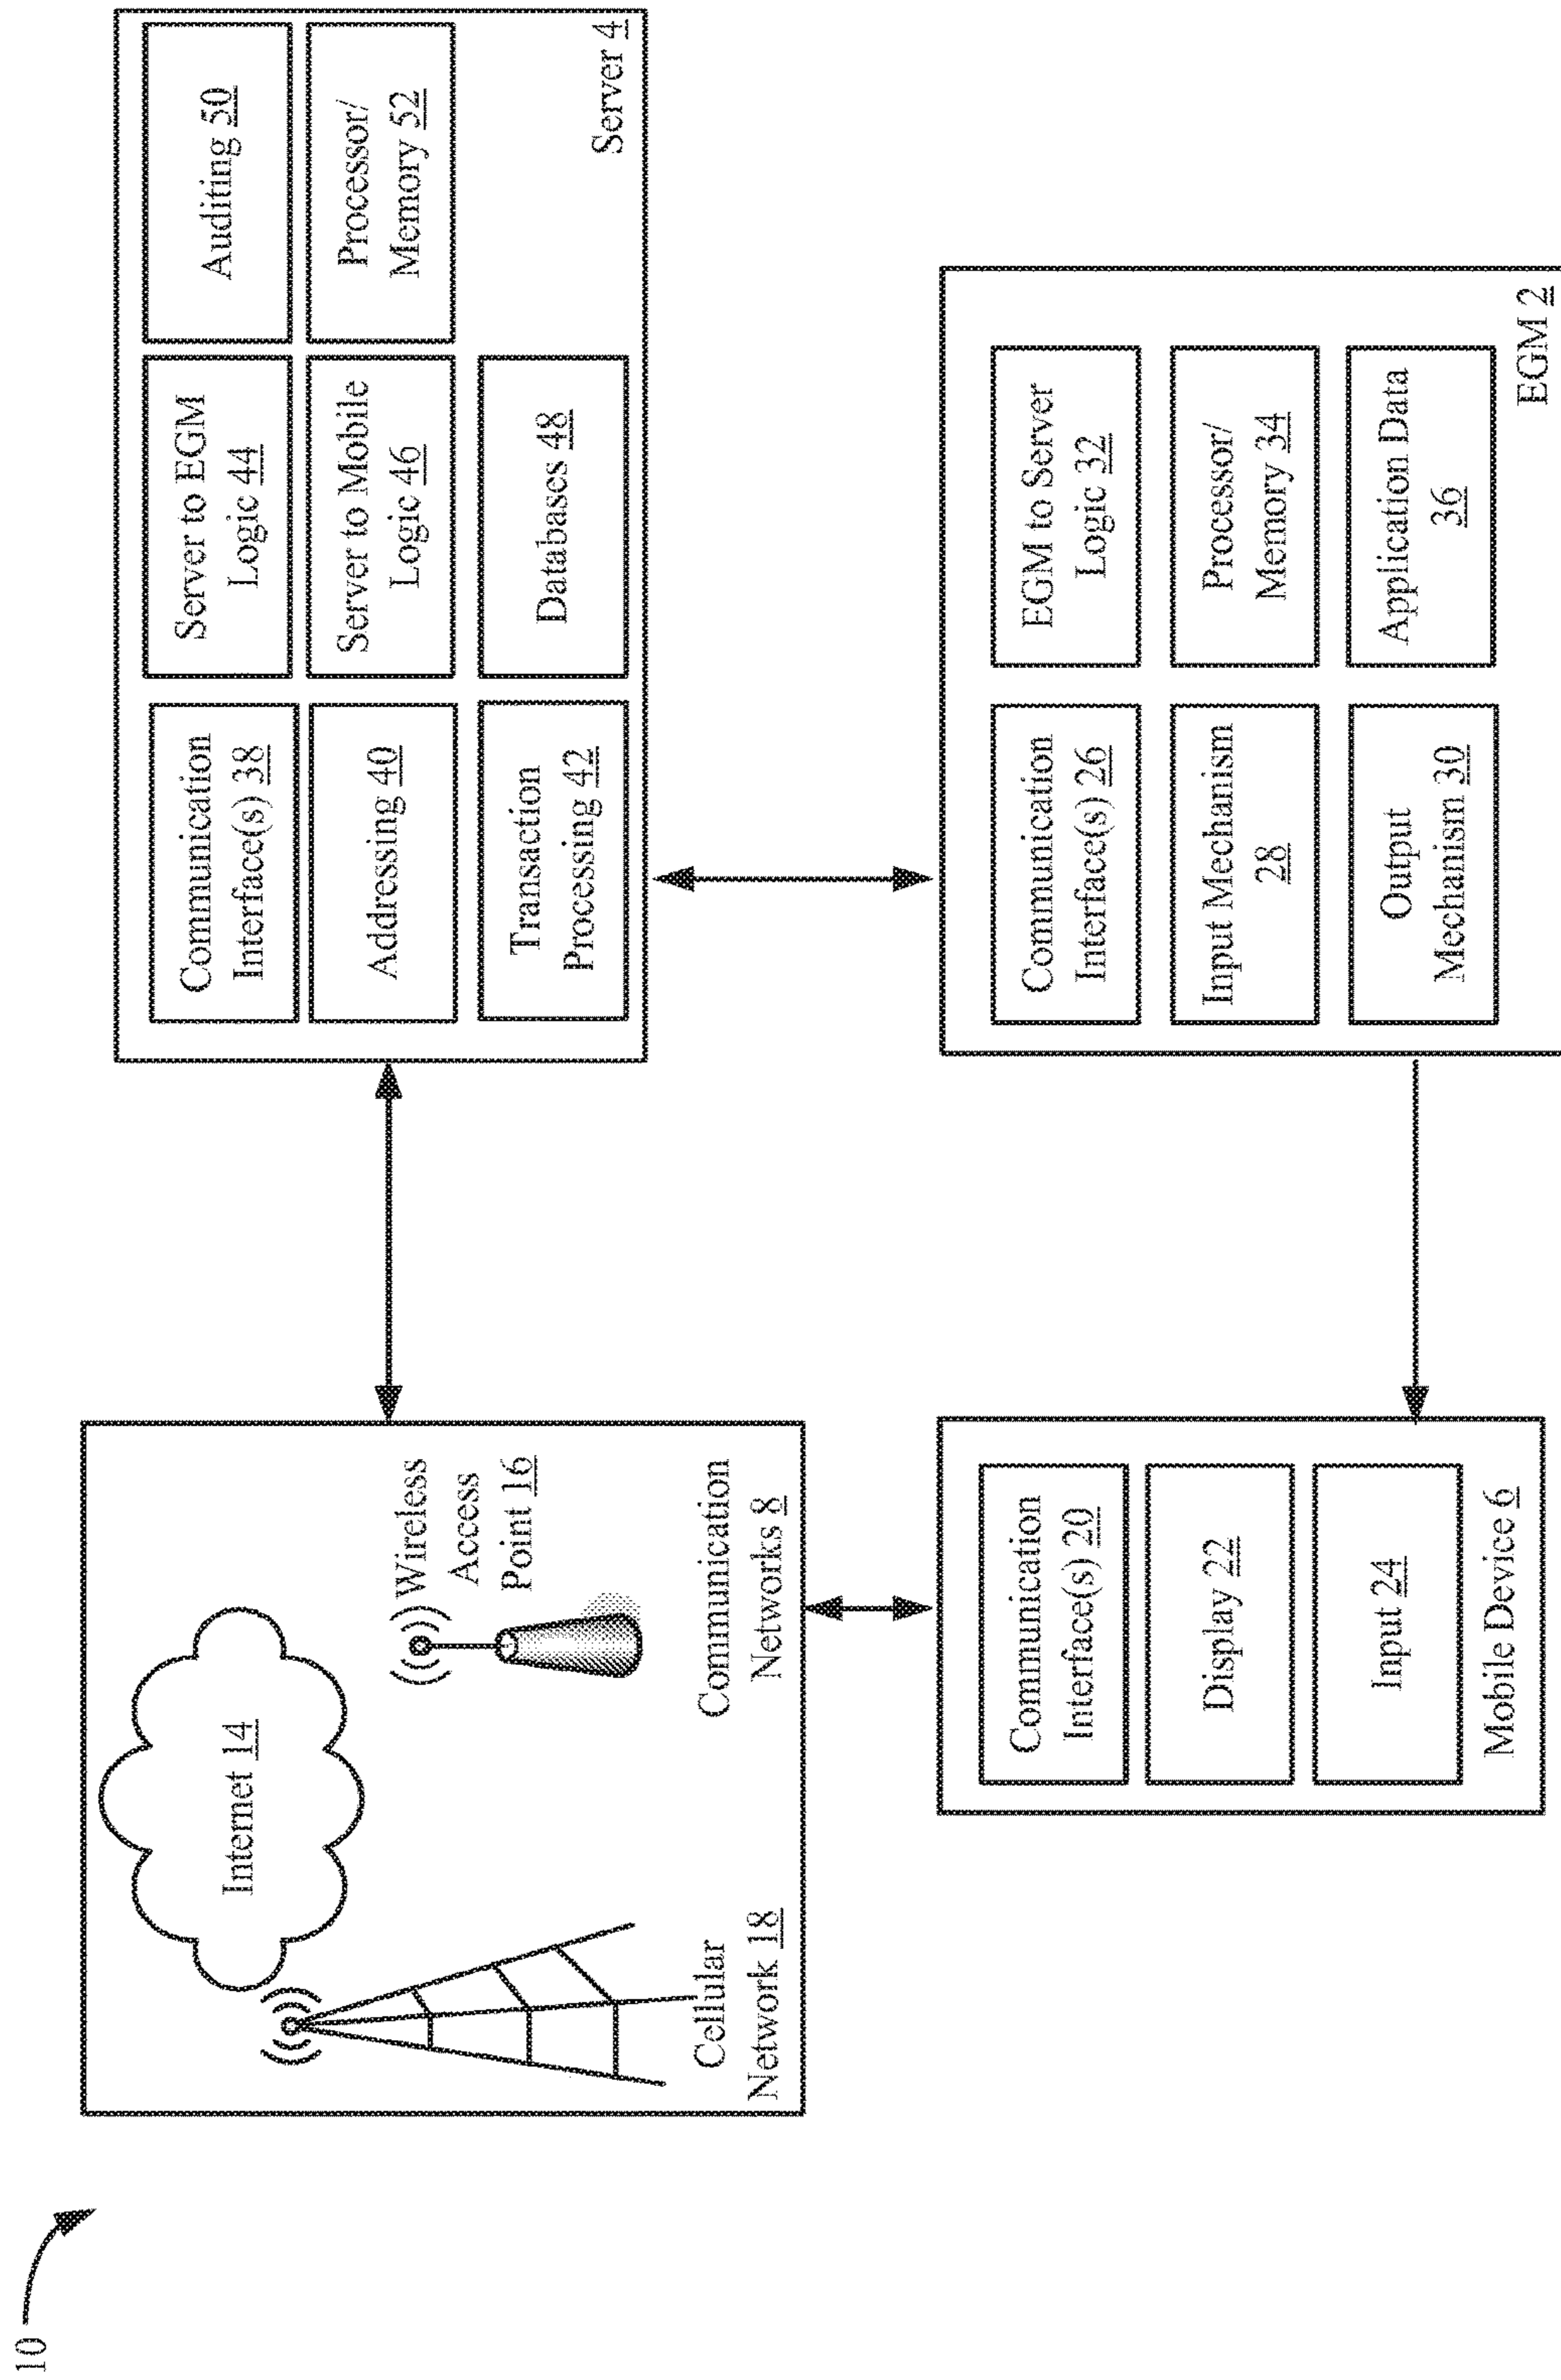 10
Internet 14
Wireless
Access
Point 16
Cellular
Network 18
Communication
Networks 8
Communication
Interface(s) 38
Addressing 40
Transaction
Processing 42
Server to EGM
Logic 44
Server to Mobile
Logic 46
Databases 48
Auditing 50
Processor/
Memory 52
Server 4
Communication
Interface(s) 20
Display 22
Input 24
Mobile Device 6
Communication
Interface(s) 26
Input Mechanism
28
Output
Mechanism 30
EGM to Server
Logic 32
Processor/
Memory 34
Application Data
36
EGM 2